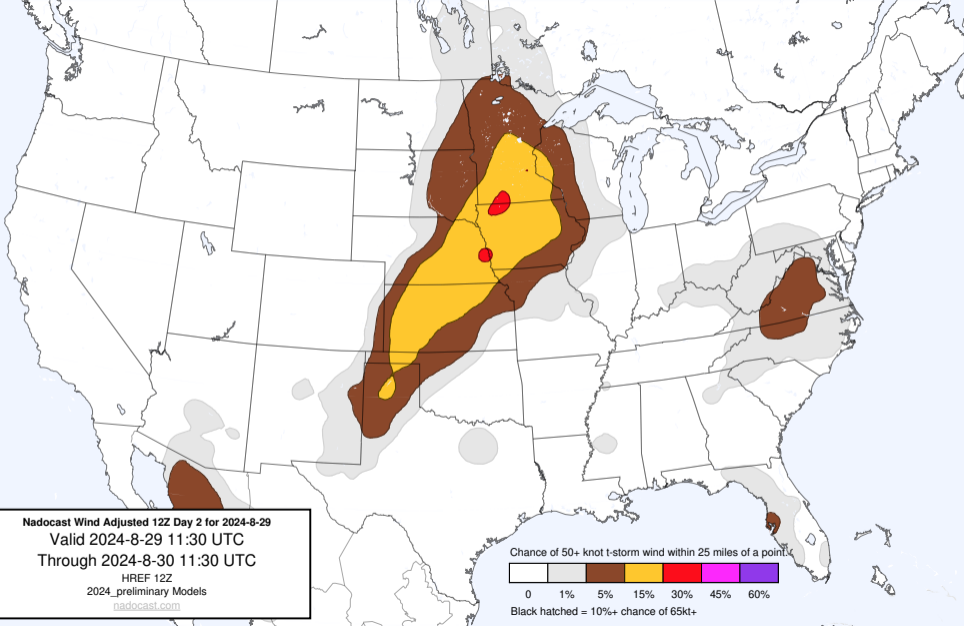 Nadocast Wind Adjusted 12Z Day 2 for 2024-8-29
Valid 2024-8-29 11:30 UTC
Through 2024-8-30 11:30 UTC
HREF 12Z
2024_preliminary Models
nadocast.com
Chance of 50+ knot t-storm wind within 25 miles of a point.
0 1% 5% 15% 30% 45% 60%
Black hatched = 10%+ chance of 65kt+